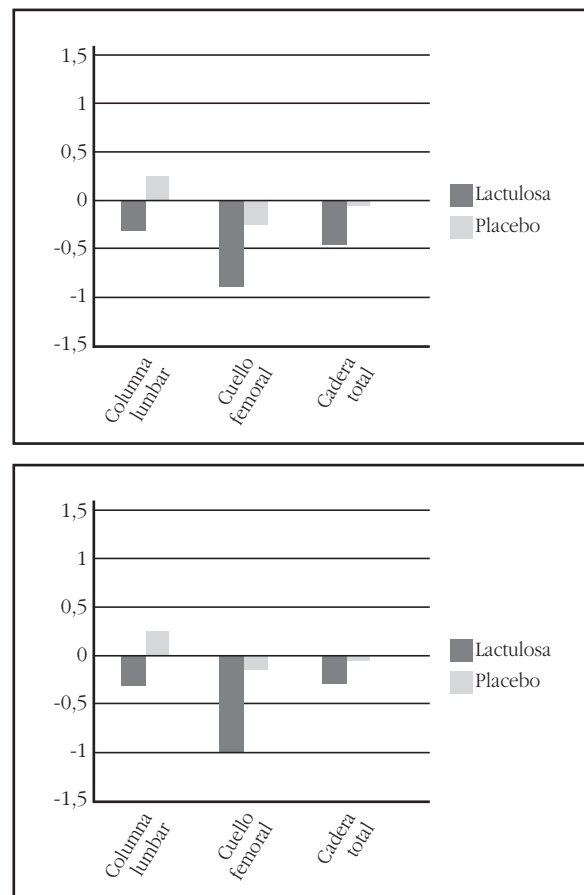 1,5
1
0,5
0
-0,5
-1
-1,5
Columna
lumbar
Cuello
femoral
Cadera
total
Lactulosa
Placebo
1,5
1
0,5
0
-0,5
-1
-1,5
Columna
lumbar
Cuello
femoral
Cadera
total
Lactulosa
Placebo